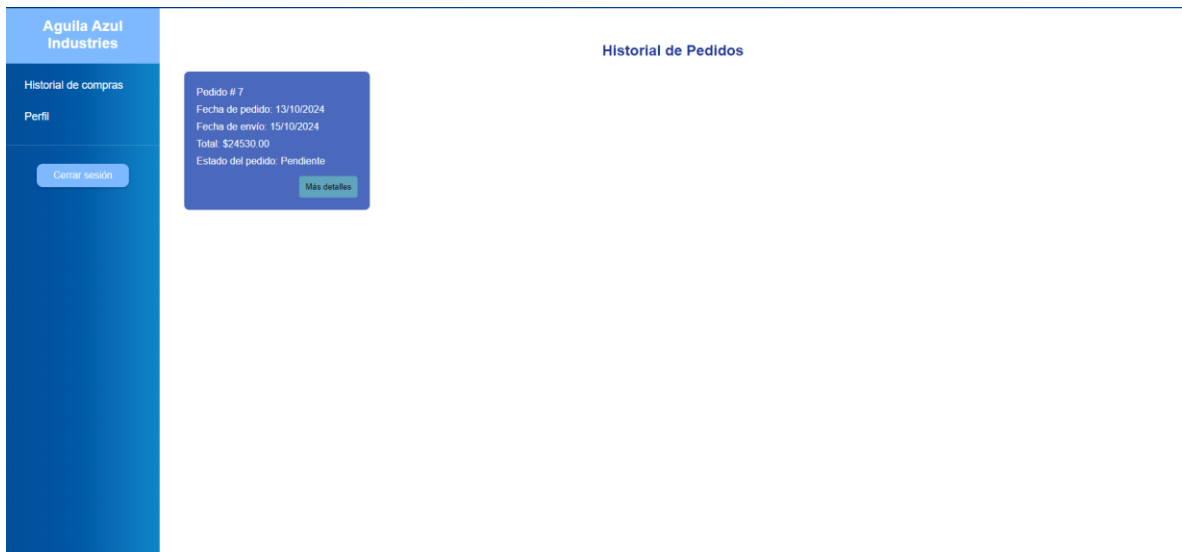 Aguila Azul
Industries
Historial de compras
Perfil
Cerrar sesión
Historial de Pedidos
Pedido # 7
Fecha de pedido: 13/10/2024
Fecha de envío: 15/10/2024
Total: $24530.00
Estado del pedido: Pendiente
Más detalles